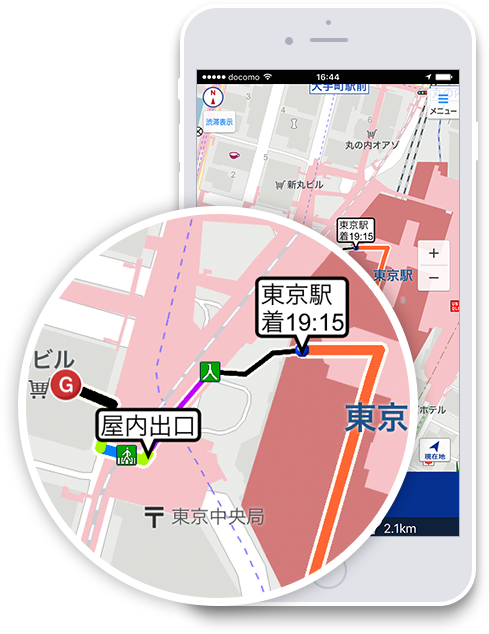 docomo
16:44
大手町駅前
N
メニュー
渋滞表示
丸の内オアゾ
新丸ビル
東京駅
着19:15
東京駅
+
−
東京駅
着19:15
ビル
G
入
東京
屋内出口
ホテル
現在地
〒東京中央局
2.1km